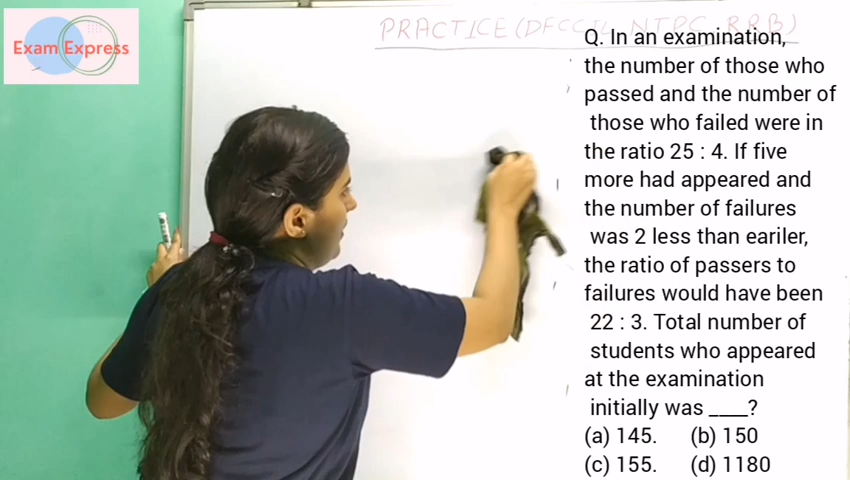 PRACTICE (DFCCIL, NTPC, RRB)
Exam Express
Q. In an examination,
the number of those who
passed and the number of
those who failed were in
the ratio 25 : 4. If five
more had appeared and
the number of failures
was 2 less than eariler,
the ratio of passers to
failures would have been
22 : 3. Total number of
students who appeared
at the examination
initially was ____?
(a) 145. (b) 150
(c) 155. (d) 1180